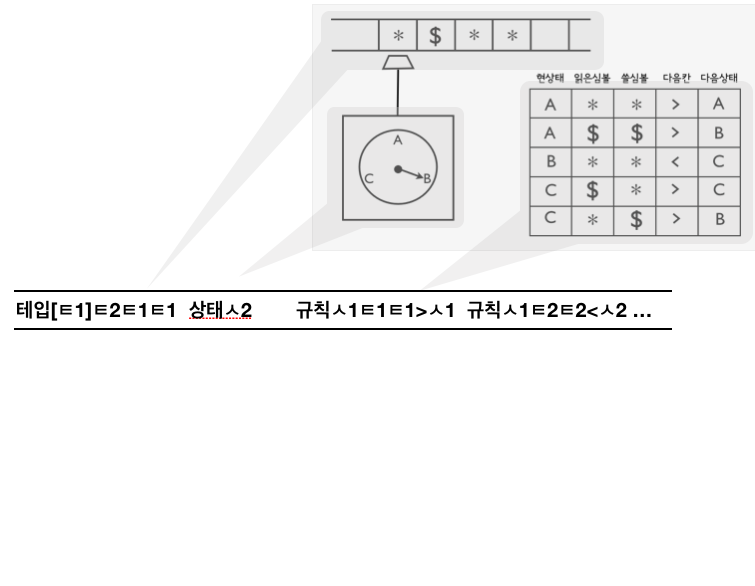 * $ * *
현상태 읽은심볼 쓸심볼 다음칸 다음상태
A * * > A
A $ $ > B
B * * < C
C $ * > C
C * $ > B
A
C B
테입[ㅌ1]ㅌ2ㅌ1ㅌ1 상태ㅅ2 규칙ㅅ1ㅌ1ㅌ1>ㅅ1 규칙ㅅ1ㅌ2ㅌ2<ㅅ2 ...